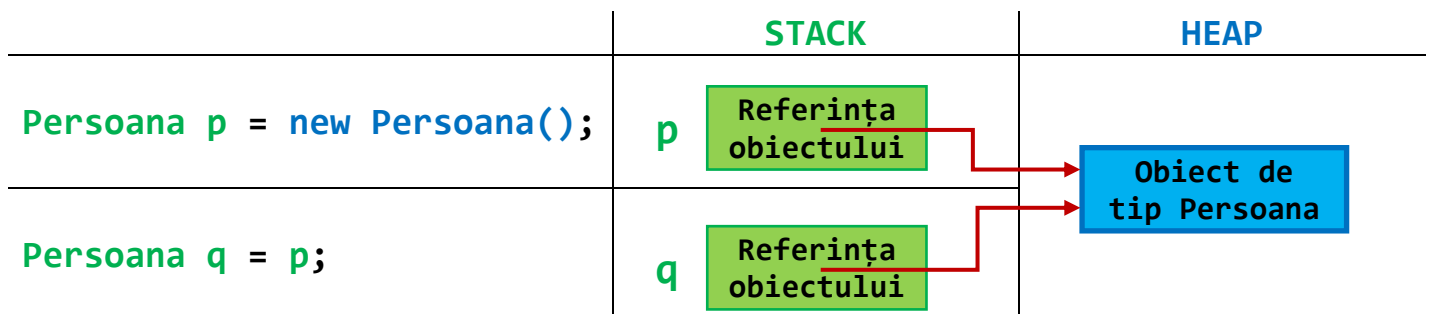 STACK
HEAP
Persoana p = new Persoana();
p
Referința
obiectului
Obiect de
tip Persoana
Persoana q = p;
q
Referința
obiectului